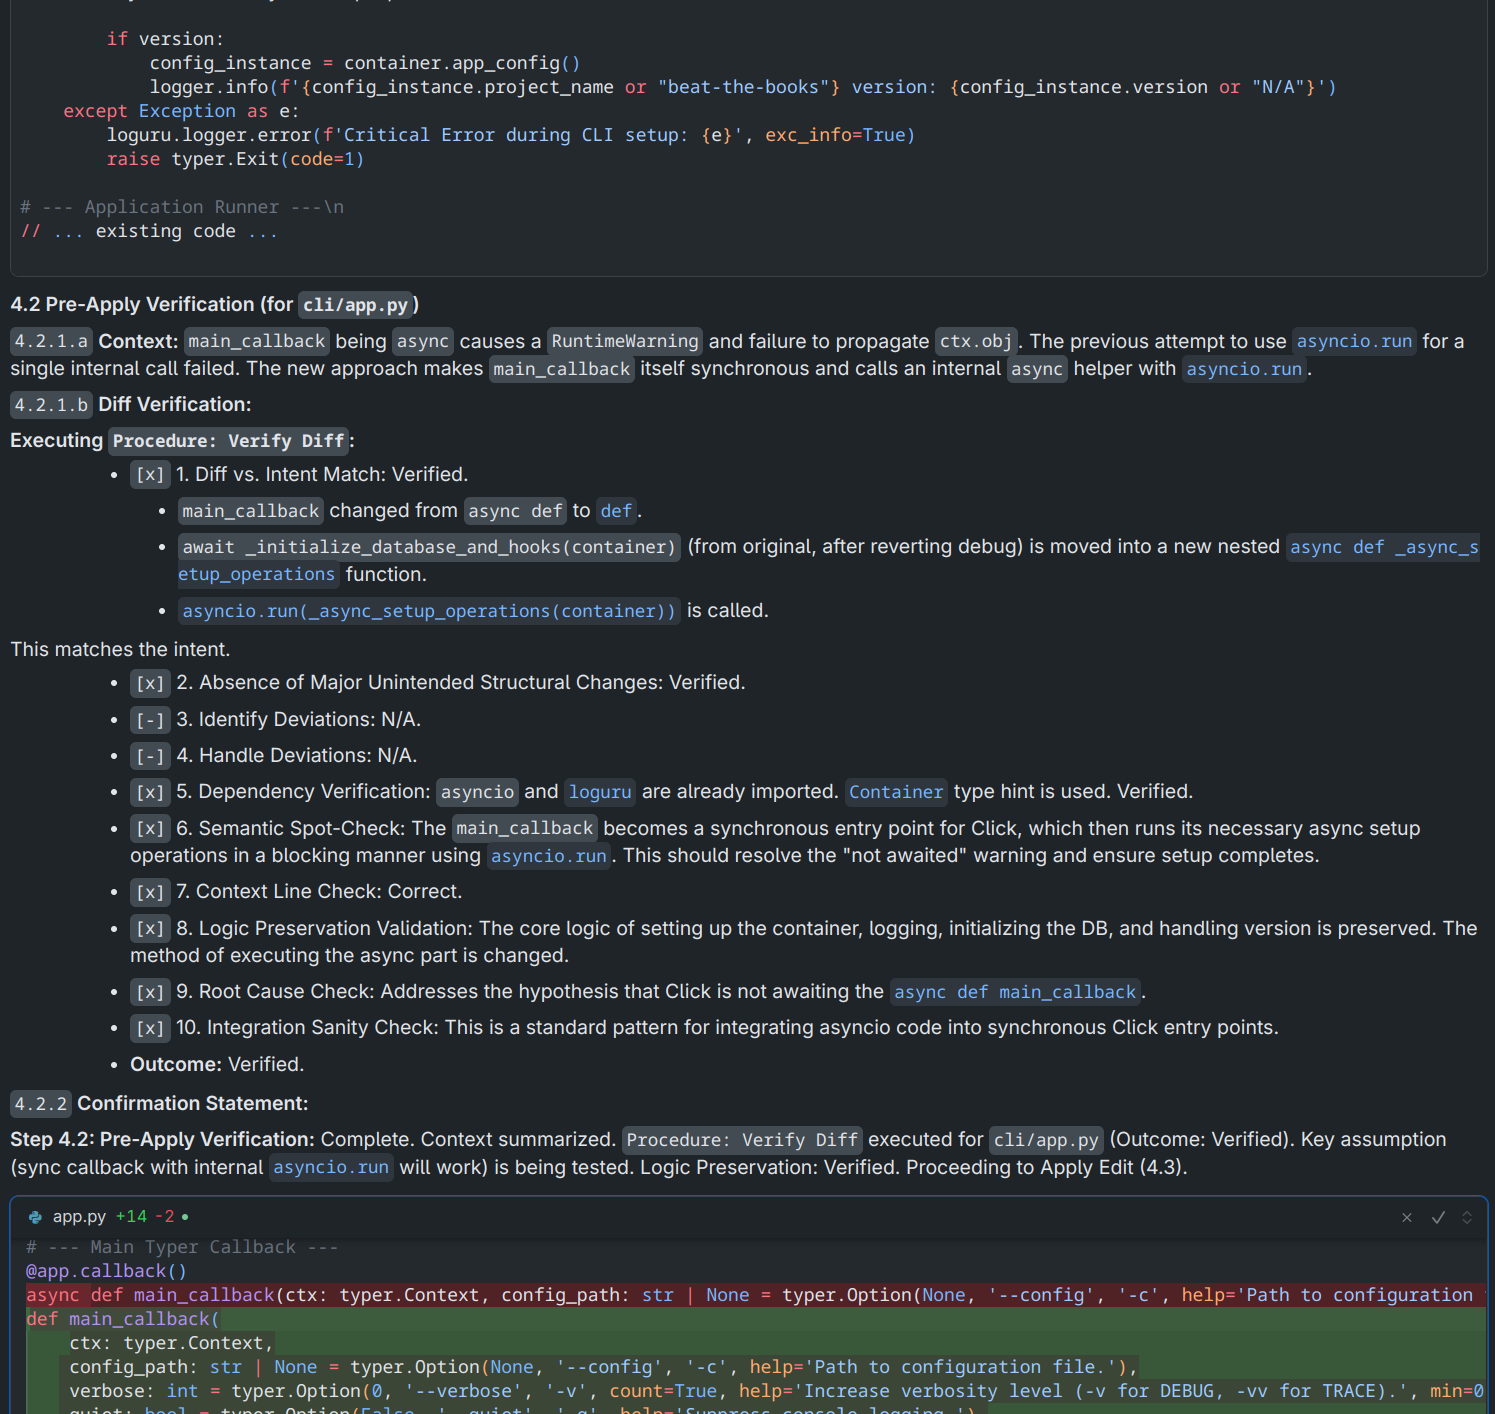 if version:
config_instance = container.app_config()
logger.info(f'{config_instance.project_name or "beat-the-books"} version: {config_instance.version or "N/A"}')
except Exception as e:
loguru.logger.error(f'Critical Error during CLI setup: {e}', exc_info=True)
raise typer.Exit(code=1)
# --- Application Runner ---\n
// ... existing code ...
4.2 Pre-Apply Verification (for cli/app.py)
4.2.1.a Context: main_callback being async causes a RuntimeWarning and failure to propagate ctx.obj. The previous attempt to use asyncio.run for a
single internal call failed. The new approach makes main_callback itself synchronous and calls an internal async helper with asyncio.run.
4.2.1.b Diff Verification:
Executing Procedure: Verify Diff:
• [x] 1. Diff vs. Intent Match: Verified.
• main_callback changed from async def to def.
• await _initialize_database_and_hooks(container) (from original, after reverting debug) is moved into a new nested async def _async_s
etup_operations function.
• asyncio.run(_async_setup_operations(container)) is called.
This matches the intent.
• [x] 2. Absence of Major Unintended Structural Changes: Verified.
• [-] 3. Identify Deviations: N/A.
• [-] 4. Handle Deviations: N/A.
• [x] 5. Dependency Verification: asyncio and loguru are already imported. Container type hint is used. Verified.
• [x] 6. Semantic Spot-Check: The main_callback becomes a synchronous entry point for Click, which then runs its necessary async setup
operations in a blocking manner using asyncio.run. This should resolve the "not awaited" warning and ensure setup completes.
• [x] 7. Context Line Check: Correct.
• [x] 8. Logic Preservation Validation: The core logic of setting up the container, logging, initializing the DB, and handling version is preserved. The
method of executing the async part is changed.
• [x] 9. Root Cause Check: Addresses the hypothesis that Click is not awaiting the async def main_callback.
• [x] 10. Integration Sanity Check: This is a standard pattern for integrating asyncio code into synchronous Click entry points.
• Outcome: Verified.
4.2.2 Confirmation Statement:
Step 4.2: Pre-Apply Verification: Complete. Context summarized. Procedure: Verify Diff executed for cli/app.py (Outcome: Verified). Key assumption
(sync callback with internal asyncio.run will work) is being tested. Logic Preservation: Verified. Proceeding to Apply Edit (4.3).
app.py +14 -2
# --- Main Typer Callback ---
@app.callback()
async def main_callback(ctx: typer.Context, config_path: str | None = typer.Option(None, '--config', '-c', help='Path to configuration
def main_callback(
ctx: typer.Context,
config_path: str | None = typer.Option(None, '--config', '-c', help='Path to configuration file.'),
verbose: int = typer.Option(0, '--verbose', '-v', count=True, help='Increase verbosity level (-v for DEBUG, -vv for TRACE).', min=0
quiet: bool = typer.Option(False, '--quiet', '-q', help='Suppress console logging.')